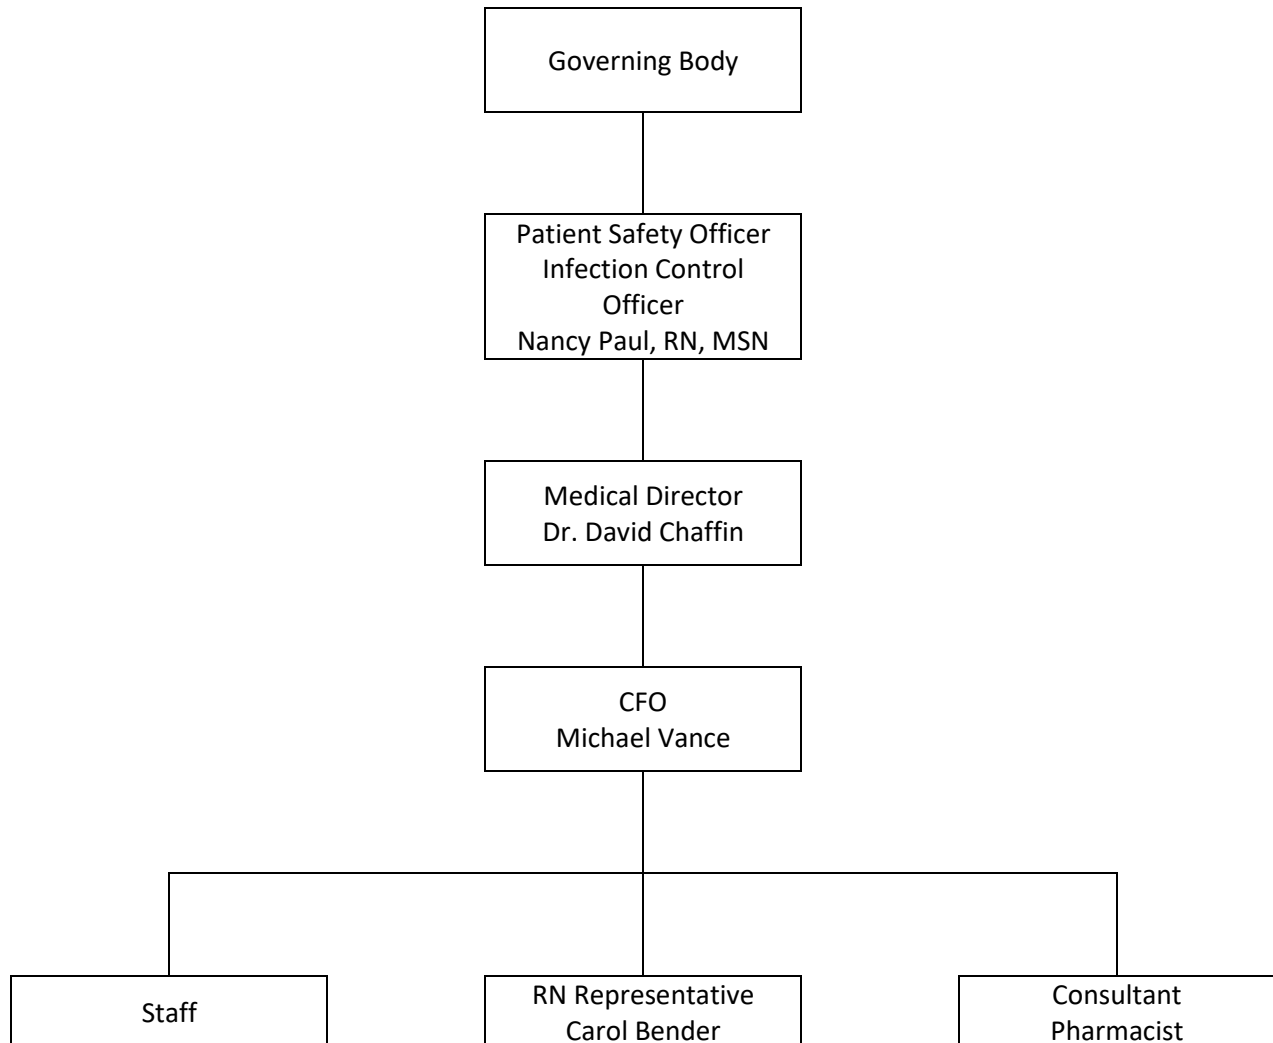 Governing Body
Patient Safety Officer
Infection Control
Officer
Nancy Paul, RN, MSN
Medical Director
Dr. David Chaffin
CFO
Michael Vance
Staff
RN Representative
Carol Bender
Consultant
Pharmacist